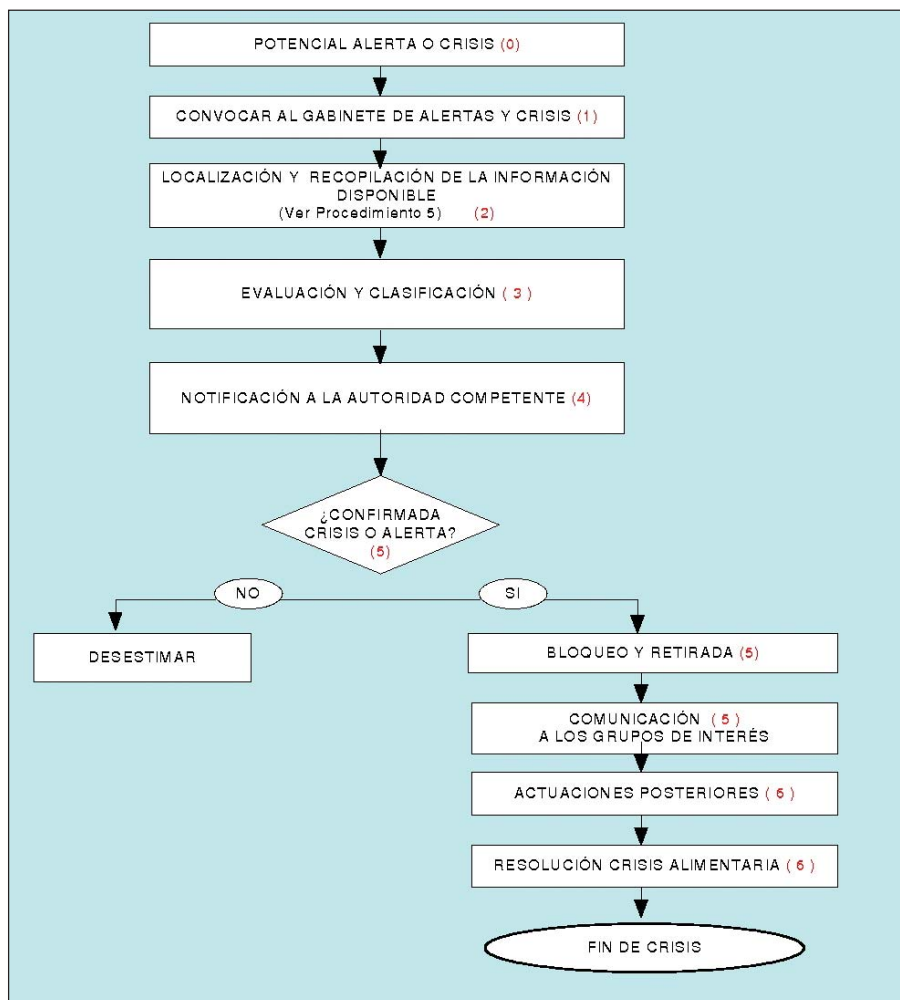 POTENCIAL ALERTA O CRISIS (0)
CONVOCAR AL GABINETE DE ALERTAS Y CRISIS (1)
LOCALIZACIÓN Y RECOPILACIÓN DE LA INFORMACIÓN
DISPONIBLE
(Ver Procedimiento 5) (2)
EVALUACIÓN Y CLASIFICACIÓN ( 3 )
NOTIFICACIÓN A LA AUTORIDAD COMPETENTE (4)
¿CONFIRMADA
CRISIS O ALERTA?
(5)
NO
SI
DESESTIMAR
BLOQUEO Y RETIRADA (5)
COMUNICACIÓN ( 5 )
A LOS GRUPOS DE INTERÉS
ACTUACIONES POSTERIORES ( 6 )
RESOLUCIÓN CRISIS ALIMENTARIA ( 6 )
FIN DE CRISIS